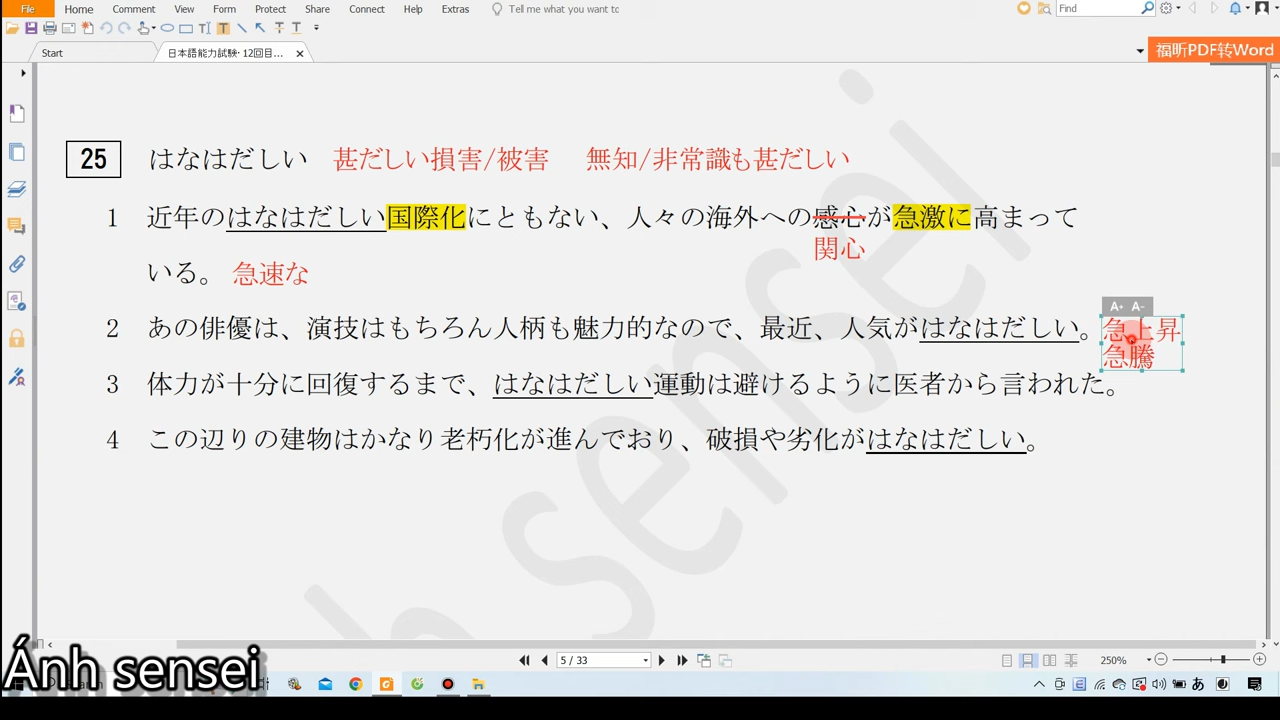 File Home Comment View Form Protect Share Connect Help Extras Tell me what you want tc Find
Start 日本語能力試験· 12回目... 福昕PDF转Word
25 はなはだしい 甚だしい損害/被害 無知/非常識も甚だしい
1 近年のはなはだしい国際化にともない、人々の海外への感心が急激に高まって
関心
いる。 急速な
A+ A-
2 あの俳優は、演技はもちろん人柄も魅力的なので、最近、人気がはなはだしい。 急上昇
急騰
3 体力が十分に回復するまで、はなはだしい運動は避けるように医者から言われた。
4 この辺りの建物はかなり老朽化が進んでおり、破損や劣化がはなはだしい。
h sensei
5 / 33 250%
Ánh sensei
あ